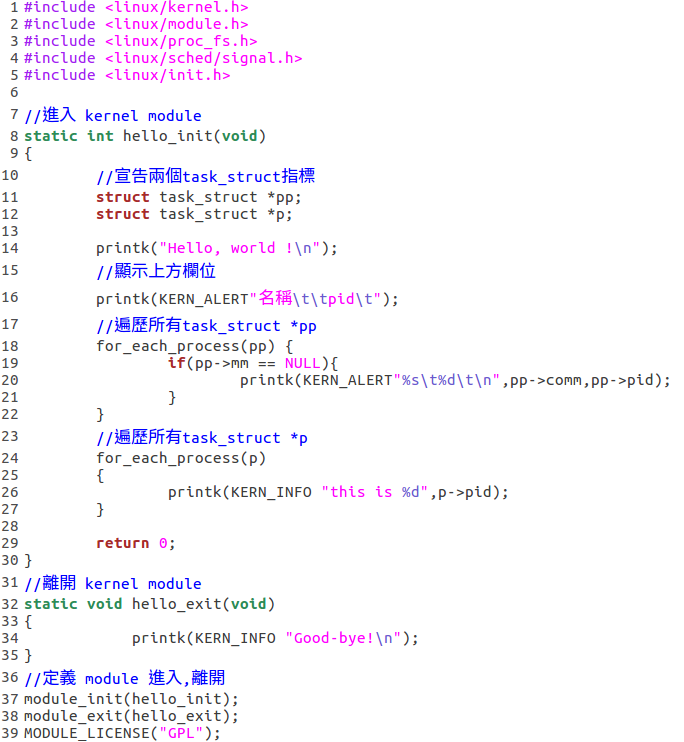 1 #include <linux/kernel.h>
2 #include <linux/module.h>
3 #include <linux/proc_fs.h>
4 #include <linux/sched/signal.h>
5 #include <linux/init.h>
6
7 //進入 kernel module
8 static int hello_init(void)
9 {
10         //宣告兩個task_struct指標
11         struct task_struct *pp;
12         struct task_struct *p;
13
14         printk("Hello, world !\n");
15         //顯示上方欄位
16         printk(KERN_ALERT"名稱\t\tpid\t");
17         //遍歷所有task_struct *pp
18         for_each_process(pp) {
19                 if(pp->mm == NULL){
20                         printk(KERN_ALERT"%s\t%d\t\n",pp->comm,pp->pid);
21                 }
22         }
23         //遍歷所有task_struct *p
24         for_each_process(p)
25         {
26                 printk(KERN_INFO "this is %d",p->pid);
27         }
28
29         return 0;
30 }
31 //離開 kernel module
32 static void hello_exit(void)
33 {
34             printk(KERN_INFO "Good-bye!\n");
35 }
36 //定義 module 進入,離開
37 module_init(hello_init);
38 module_exit(hello_exit);
39 MODULE_LICENSE("GPL");